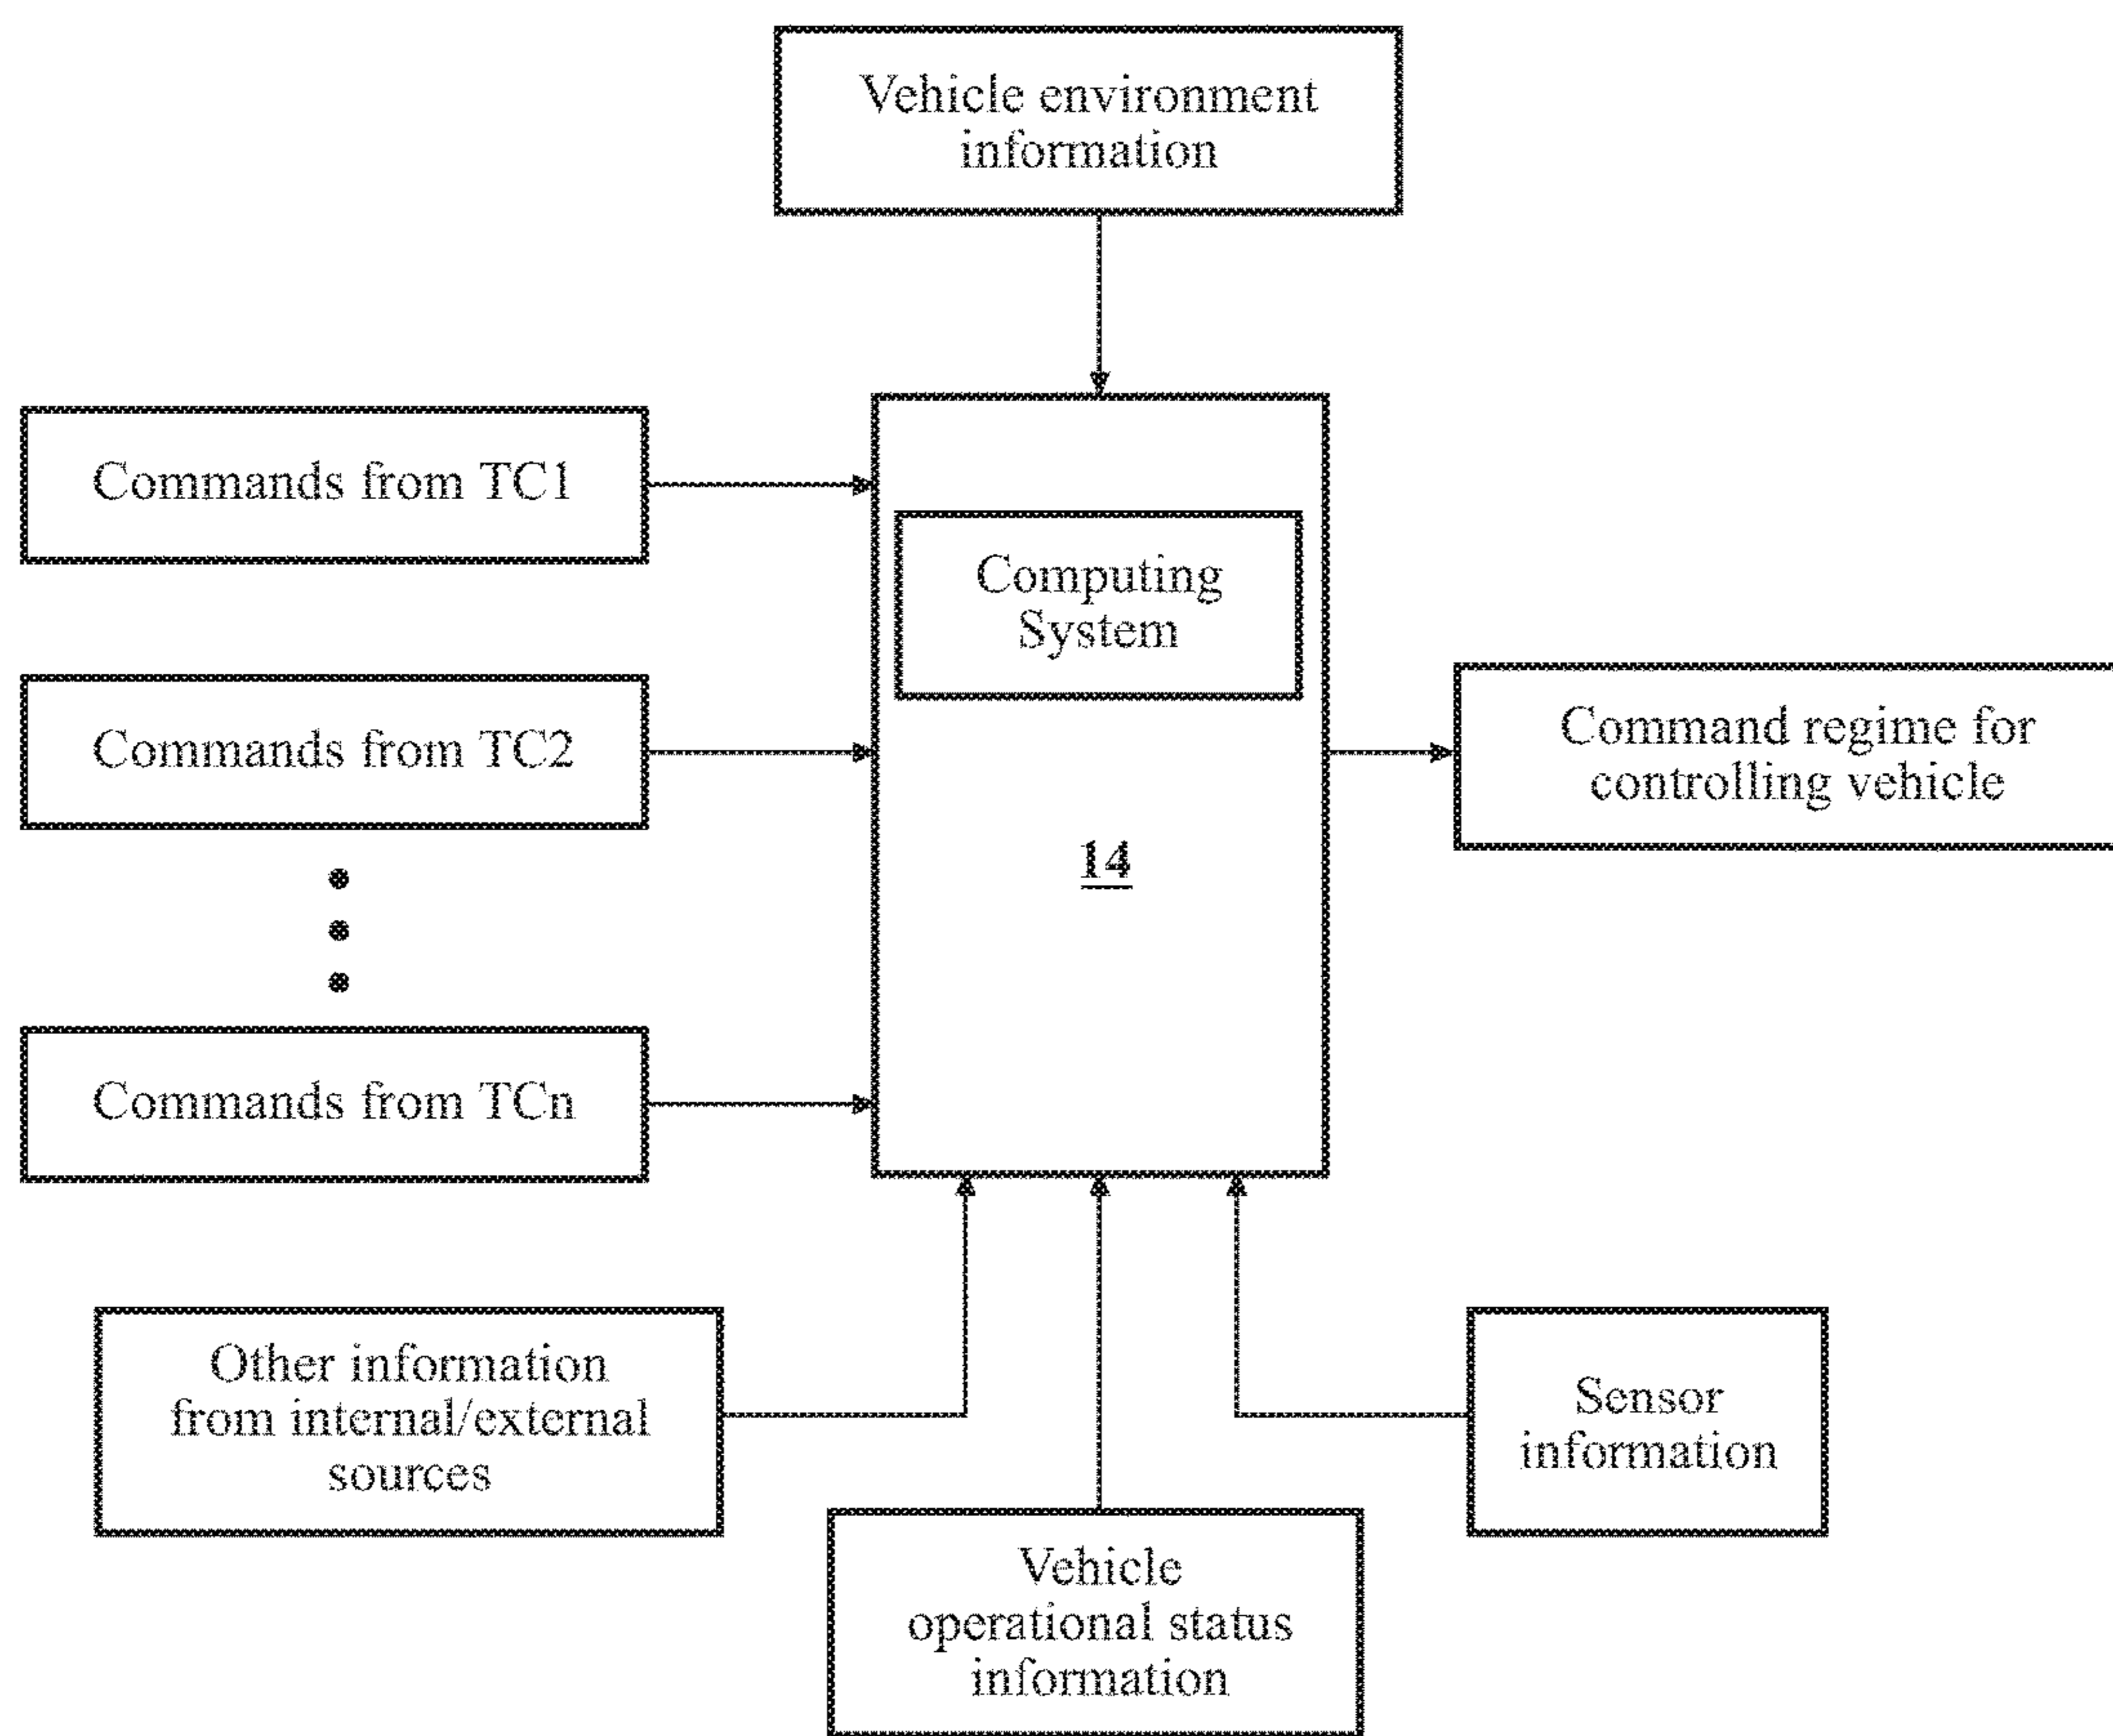 Vehicle environment
information
Commands from TC1
Computing
System
Commands from TC2
Command regime for
controlling vehicle
14
Commands from TCn
Other information
from internal/external
sources
Sensor
information
Vehicle
operational status
information